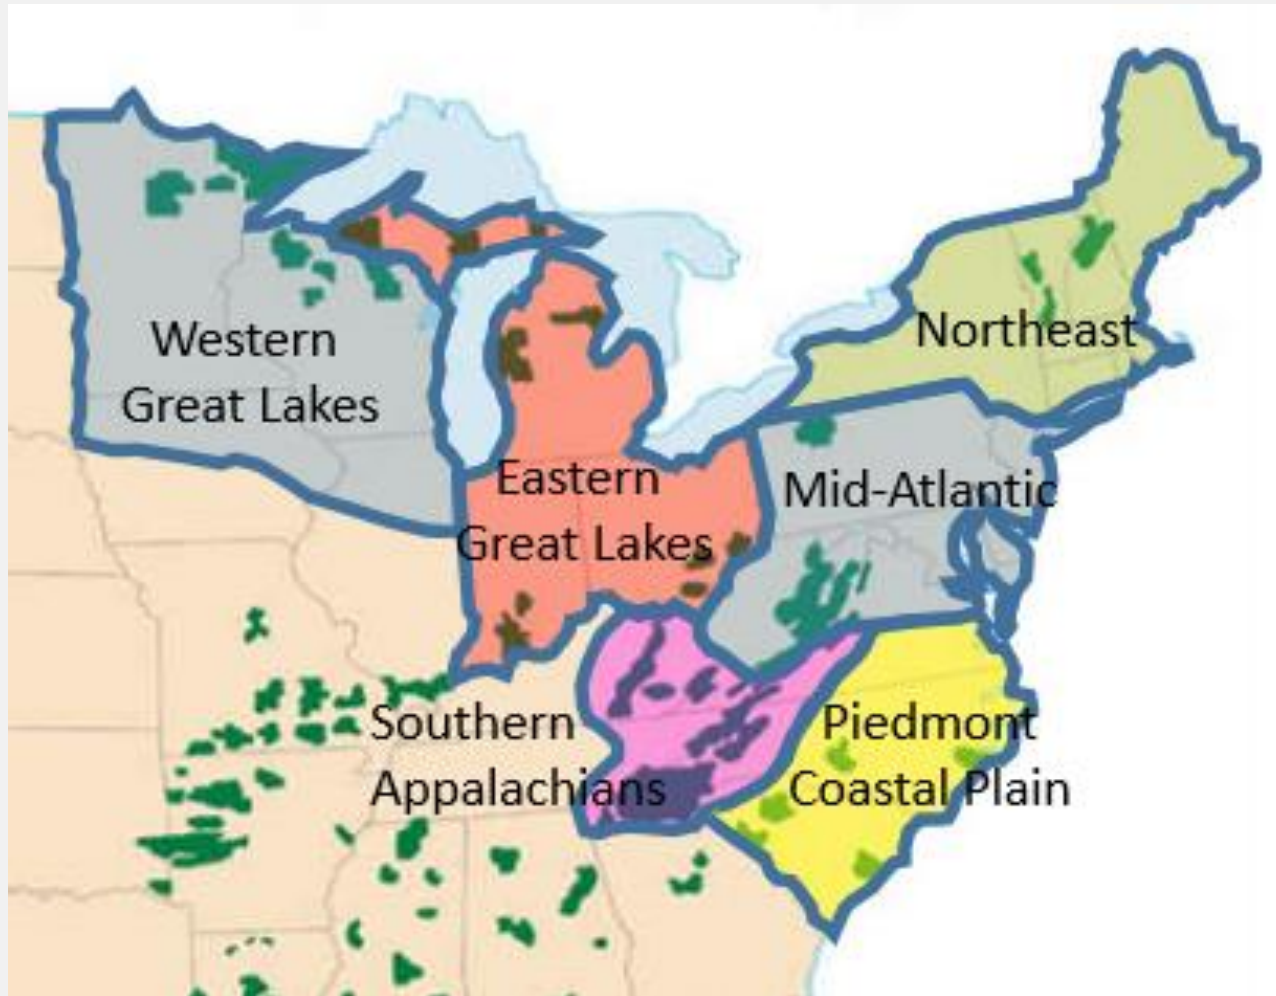 Western
Great Lakes
Northeast
Eastern
Great Lakes
Mid-Atlantic
Southern
Appalachians
Piedmont
Coastal Plain